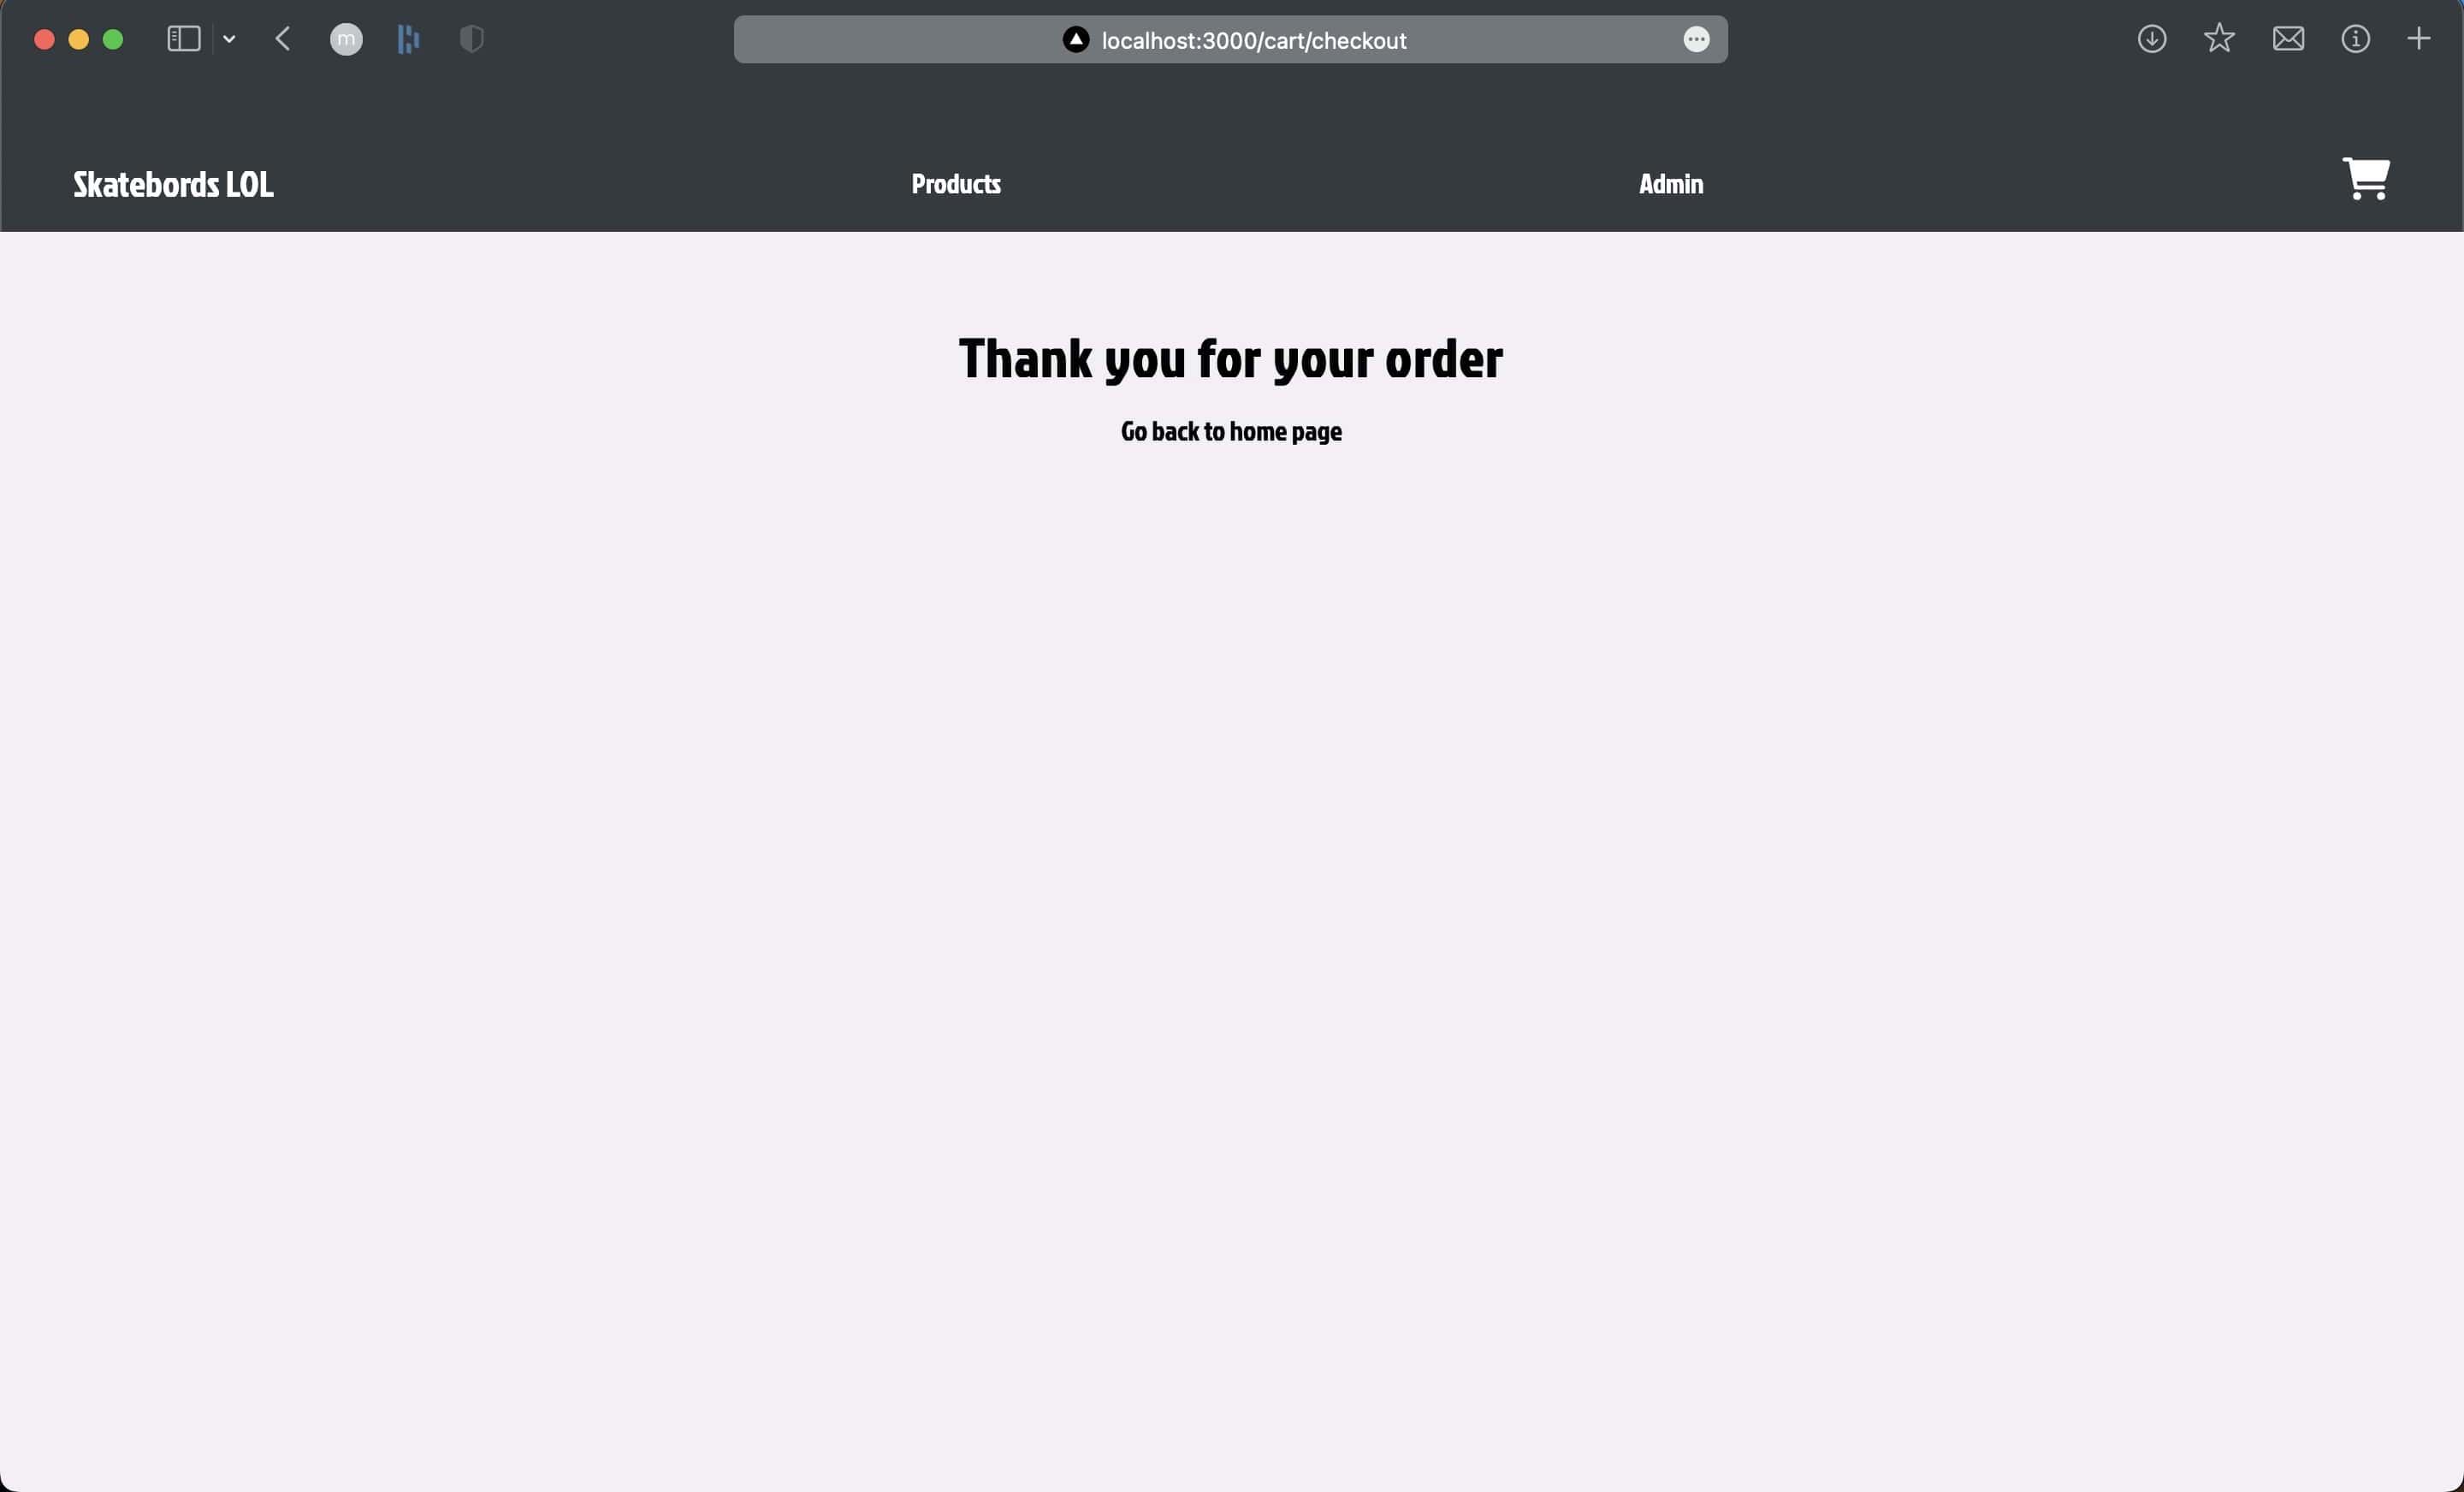 m
localhost:3000/cart/checkout
Skatebords LOL
Products
Admin
Thank you for your order
Go back to home page